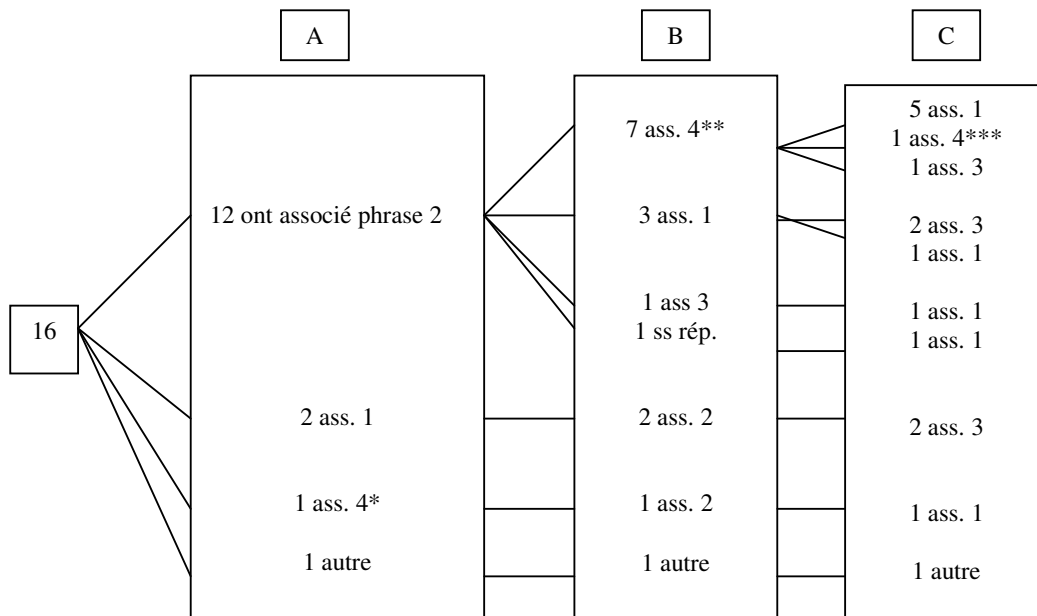 A
B
C
16
12 ont associé phrase 2
2 ass. 1
1 ass. 4*
1 autre
7 ass. 4**
3 ass. 1
1 ass 3
1 ss rép.
2 ass. 2
1 ass. 2
1 autre
5 ass. 1
1 ass. 4***
1 ass. 3
2 ass. 3
1 ass. 1
1 ass. 1
1 ass. 1
2 ass. 3
1 ass. 1
1 autre